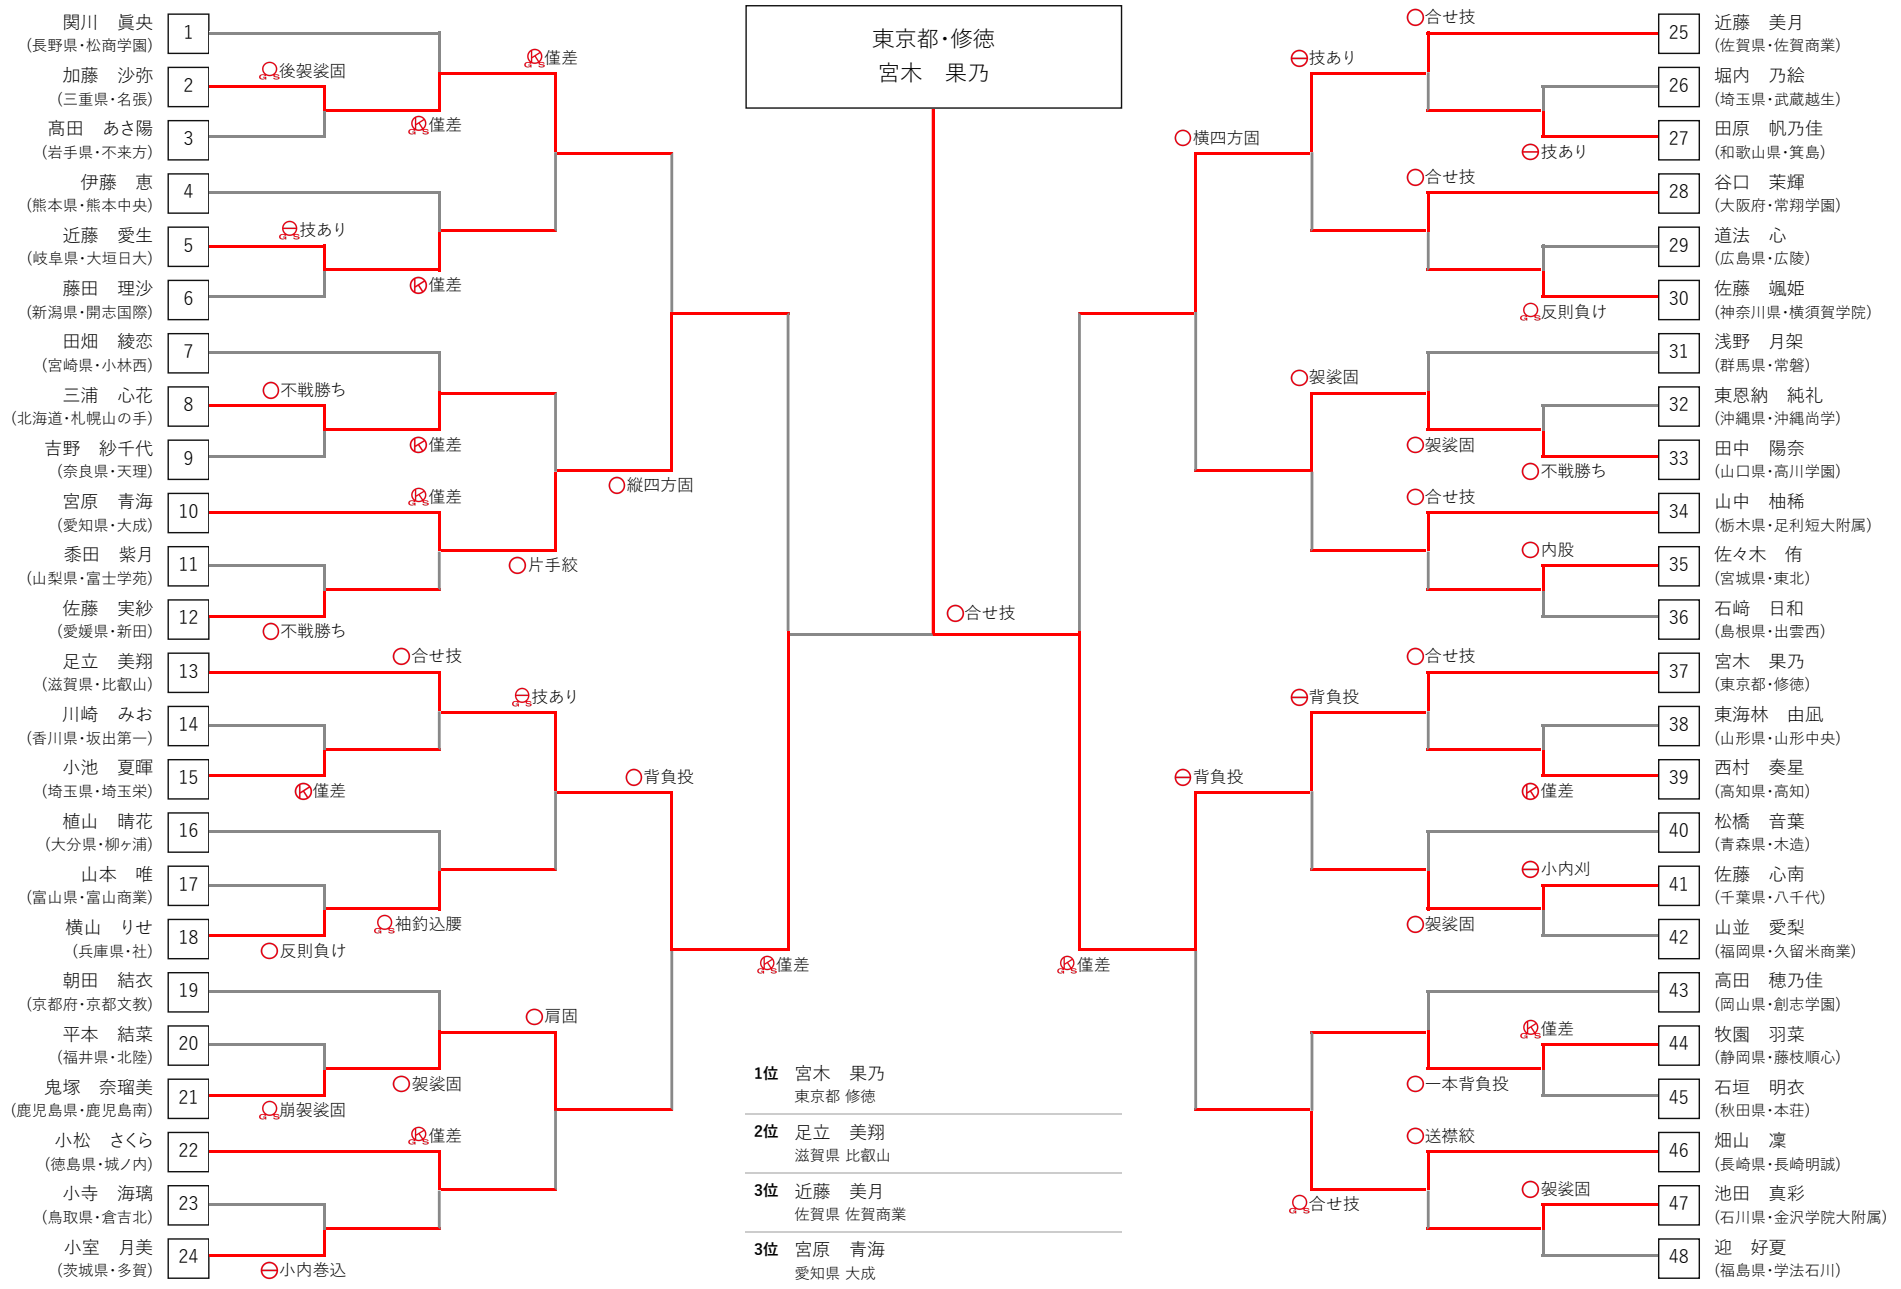 東京都・修徳
宮木　果乃
関川　眞央
(長野県・松商学園)
1
加藤　沙弥
(三重県・名張)
2
髙田　あさ陽
(岩手県・不来方)
3
伊藤　恵
(熊本県・熊本中央)
4
近藤　愛生
(岐阜県・大垣日大)
5
藤田　理沙
(新潟県・開志国際)
6
田畑　綾恋
(宮崎県・小林西)
7
三浦　心花
(北海道・札幌山の手)
8
吉野　紗千代
(奈良県・天理)
9
宮原　青海
(愛知県・大成)
10
黍田　紫月
(山梨県・富士学苑)
11
佐藤　実紗
(愛媛県・新田)
12
足立　美翔
(滋賀県・比叡山)
13
川崎　みお
(香川県・坂出第一)
14
小池　夏暉
(埼玉県・埼玉栄)
15
植山　晴花
(大分県・柳ヶ浦)
16
山本　唯
(富山県・富山商業)
17
横山　りせ
(兵庫県・社)
18
朝田　結衣
(京都府・京都文教)
19
平本　結菜
(福井県・北陸)
20
鬼塚　奈瑠美
(鹿児島県・鹿児島南)
21
小松　さくら
(徳島県・城ノ内)
22
小寺　海璃
(鳥取県・倉吉北)
23
小室　月美
(茨城県・多賀)
24
GS後袈裟固
GS技あり
不戦勝ち
不戦勝ち
K僅差
反則負け
GS崩袈裟固
小内巻込
K GS僅差
K僅差
K僅差
K GS僅差
合せ技
GS袖釣込腰
袈裟固
K GS僅差
K GS僅差
片手絞
GS技あり
肩固
縦四方固
背負投
K GS僅差
合せ技
K GS僅差
横四方固
背負投
技あり
袈裟固
背負投
GS合せ技
合せ技
合せ技
袈裟固
合せ技
合せ技
袈裟固
一本背負投
送襟絞
技あり
GS反則負け
不戦勝ち
内股
K僅差
小内刈
K GS僅差
袈裟固
25
近藤　美月
(佐賀県・佐賀商業)
26
堀内　乃絵
(埼玉県・武蔵越生)
27
田原　帆乃佳
(和歌山県・箕島)
28
谷口　茉輝
(大阪府・常翔学園)
29
道法　心
(広島県・広陵)
30
佐藤　颯姫
(神奈川県・横須賀学院)
31
浅野　月架
(群馬県・常磐)
32
東恩納　純礼
(沖縄県・沖縄尚学)
33
田中　陽奈
(山口県・高川学園)
34
山中　柚稀
(栃木県・足利短大附属)
35
佐々木　侑
(宮城県・東北)
36
石﨑　日和
(島根県・出雲西)
37
宮木　果乃
(東京都・修徳)
38
東海林　由凪
(山形県・山形中央)
39
西村　奏星
(高知県・高知)
40
松橋　音葉
(青森県・木造)
41
佐藤　心南
(千葉県・八千代)
42
山並　愛梨
(福岡県・久留米商業)
43
高田　穂乃佳
(岡山県・創志学園)
44
牧園　羽菜
(静岡県・藤枝順心)
45
石垣　明衣
(秋田県・本荘)
46
畑山　凜
(長崎県・長崎明誠)
47
池田　真彩
(石川県・金沢学院大附属)
48
迎　好夏
(福島県・学法石川)
1位　宮木　果乃
東京都 修徳
2位　足立　美翔
滋賀県 比叡山
3位　近藤　美月
佐賀県 佐賀商業
3位　宮原　青海
愛知県 大成